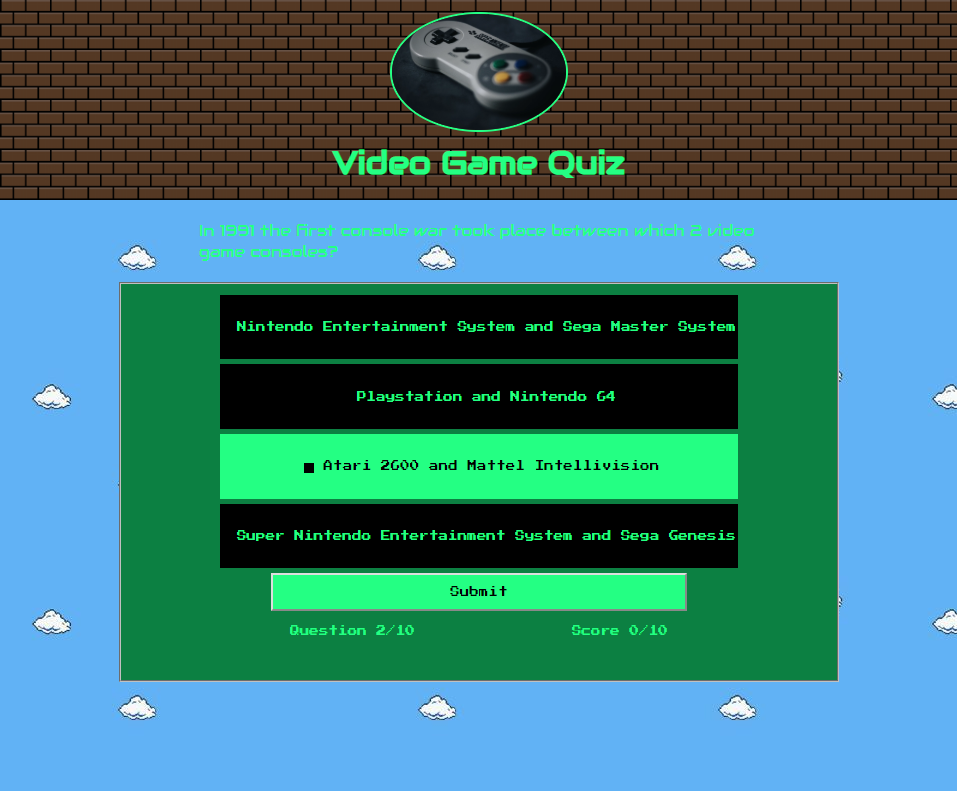 Video Game Quiz
In 1991 the first console war took place between which 2 video
game consoles?
Nintendo Entertainment System and Sega Master System
Playstation and Nintendo 64
Atari 2600 and Mattel Intellivision
Super Nintendo Entertainment System and Sega Genesis
Submit
Question 2/10 Score 0/10